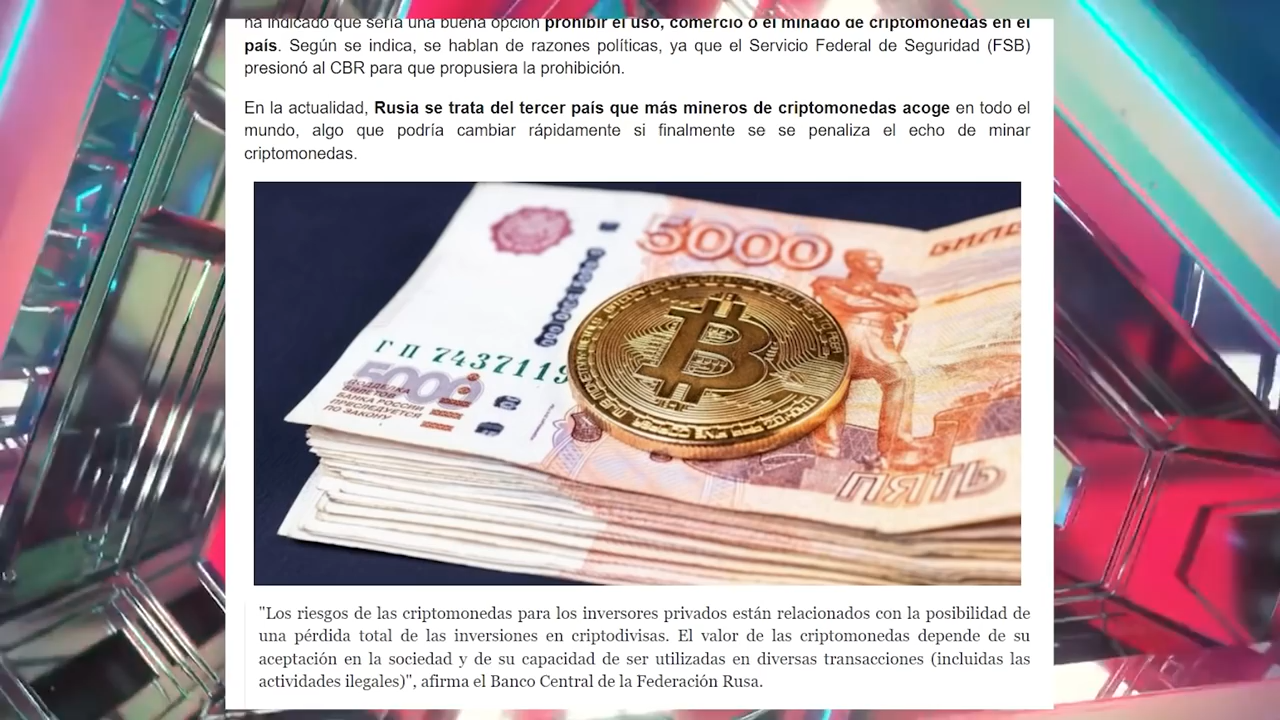 ha indicado que sería una buena opción prohibir el uso, comercio o el minado de criptomonedas en el
país. Según se indica, se hablan de razones políticas, ya que el Servicio Federal de Seguridad (FSB)
presionó al CBR para que propusiera la prohibición.
En la actualidad, Rusia se trata del tercer país que más mineros de criptomonedas acoge en todo el
mundo, algo que podría cambiar rápidamente si finalmente se se penaliza el echo de minar
criptomonedas.
5000
ГП 7437119
5000
ПОДДЕЛКА
БИЛЕТОВ
БАНКА РОССИИ
ПРЕСЛЕДУЕТСЯ
ПО ЗАКОНУ
ПЯТЬ
"Los riesgos de las criptomonedas para los inversores privados están relacionados con la posibilidad de
una pérdida total de las inversiones en criptodivisas. El valor de las criptomonedas depende de su
aceptación en la sociedad y de su capacidad de ser utilizadas en diversas transacciones (incluidas las
actividades ilegales)", afirma el Banco Central de la Federación Rusa.